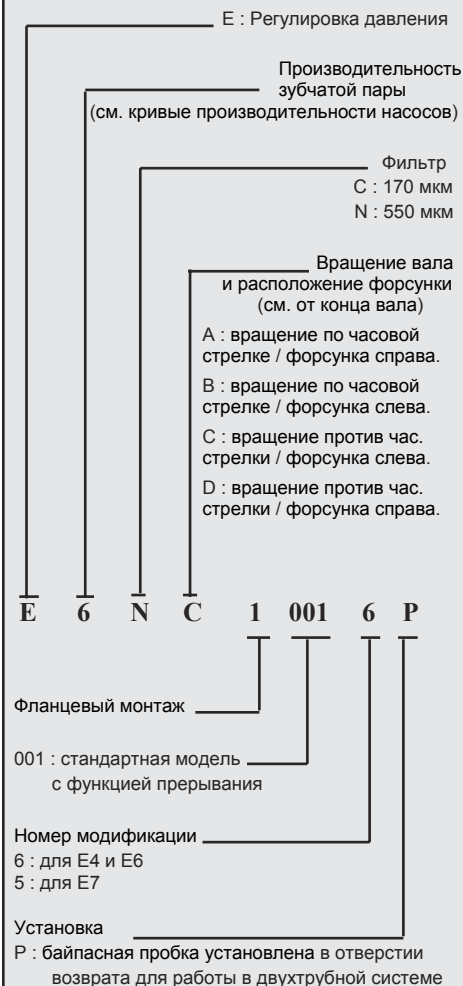 E : Регулировка давления
Производительность
зубчатой пары
(см. кривые производительности насосов)
Фильтр
C : 170 мкм
N : 550 мкм
Вращение вала
и расположение форсунки
(см. от конца вала)
A : вращение по часовой
стрелке / форсунка справа.
B : вращение по часовой
стрелке / форсунка слева.
C : вращение против час.
стрелки / форсунка слева.
D : вращение против час.
стрелки / форсунка справа.
E 6 N C 1 001 6 P
Фланцевый монтаж
001 : стандартная модель
с функцией прерывания
Номер модификации
6 : для E4 и E6
5 : для E7
Установка
P : байпасная пробка установлена в отверстии
возврата для работы в двухтрубной системе